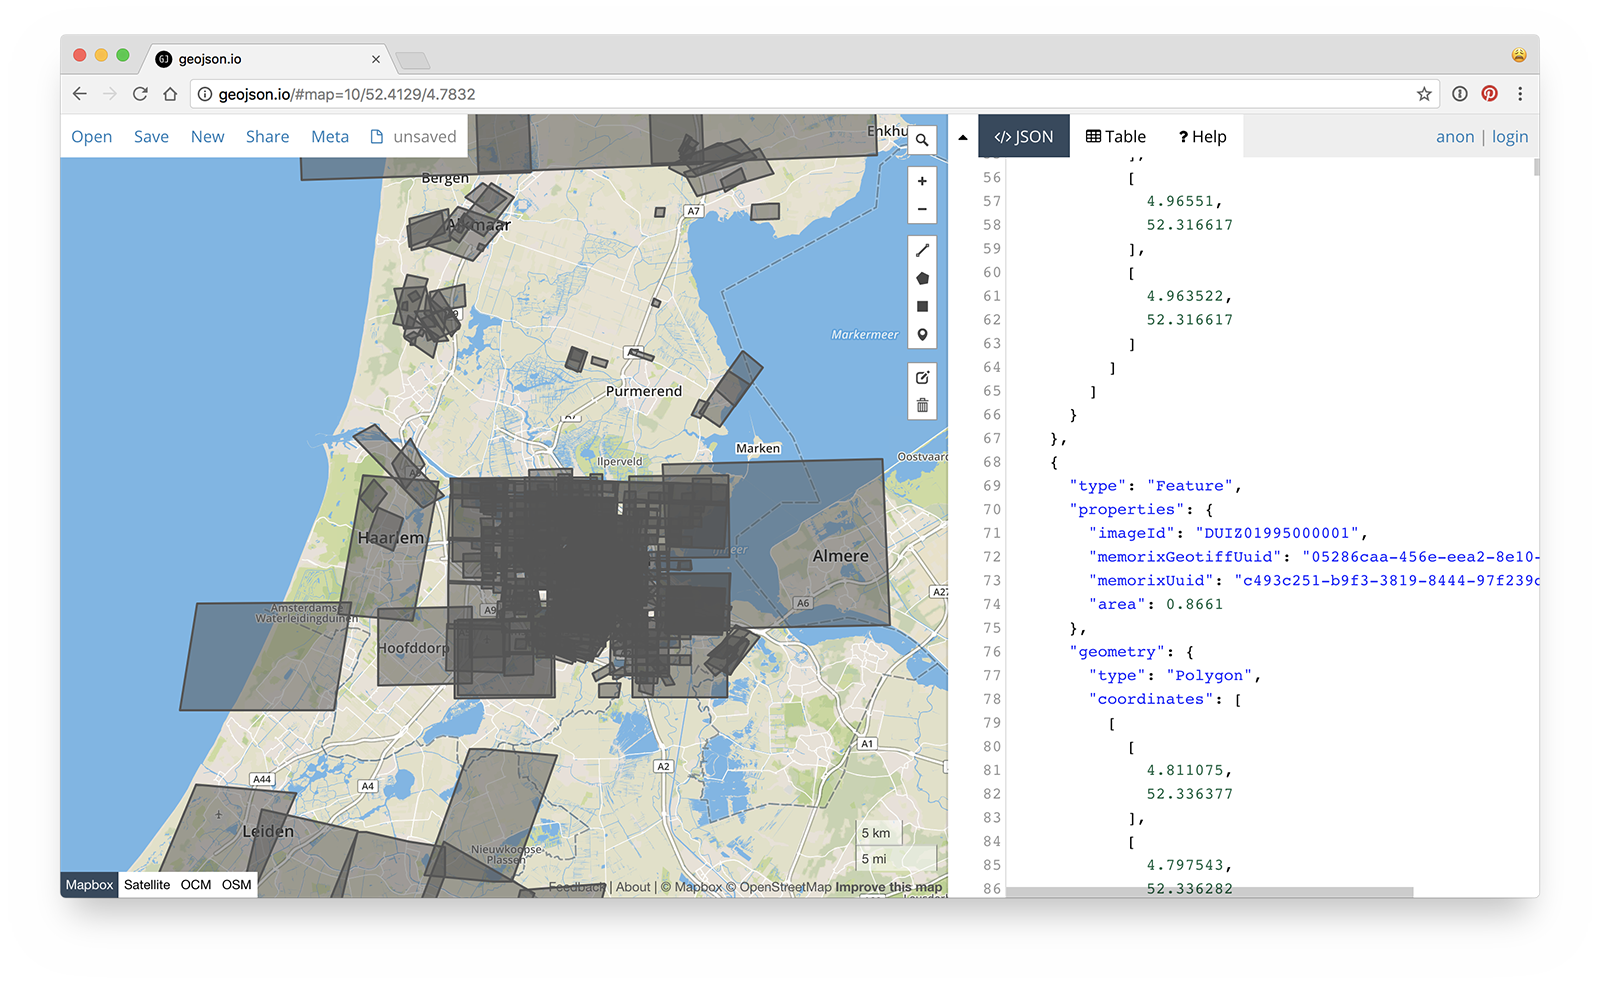 GJ geojson.io
geojson.io/#map=10/52.4129/4.7832
Open Save New Share Meta unsaved
</> JSON Table ? Help
anon | login
Bergen
Alkmaar
A7
Markermeer
Purmerend
Marken
Ilperveld
Haarlem
Almere
Amsterdamse
Waterleidingduinen
A9
A6
Hoofddorp
A1
A2
A44
A4
Leiden
Nieuwkoopse
Plassen
5 km
5 mi
Mapbox Satellite OCM OSM
Feedback | About | © Mapbox © OpenStreetMap Improve this map
56 [
57 4.96551,
58 52.316617
59 ],
60 [
61 4.963522,
62 52.316617
63 ]
64 ]
65 ]
66 }
67 },
68 {
69 "type": "Feature",
70 "properties": {
71 "imageId": "DUIZ01995000001",
72 "memorixGeotiffUuid": "05286caa-456e-eea2-8e10-
73 "memorixUuid": "c493c251-b9f3-3819-8444-97f239c
74 "area": 0.8661
75 },
76 "geometry": {
77 "type": "Polygon",
78 "coordinates": [
79 [
80 [
81 4.811075,
82 52.336377
83 ],
84 [
85 4.797543,
86 52.336282